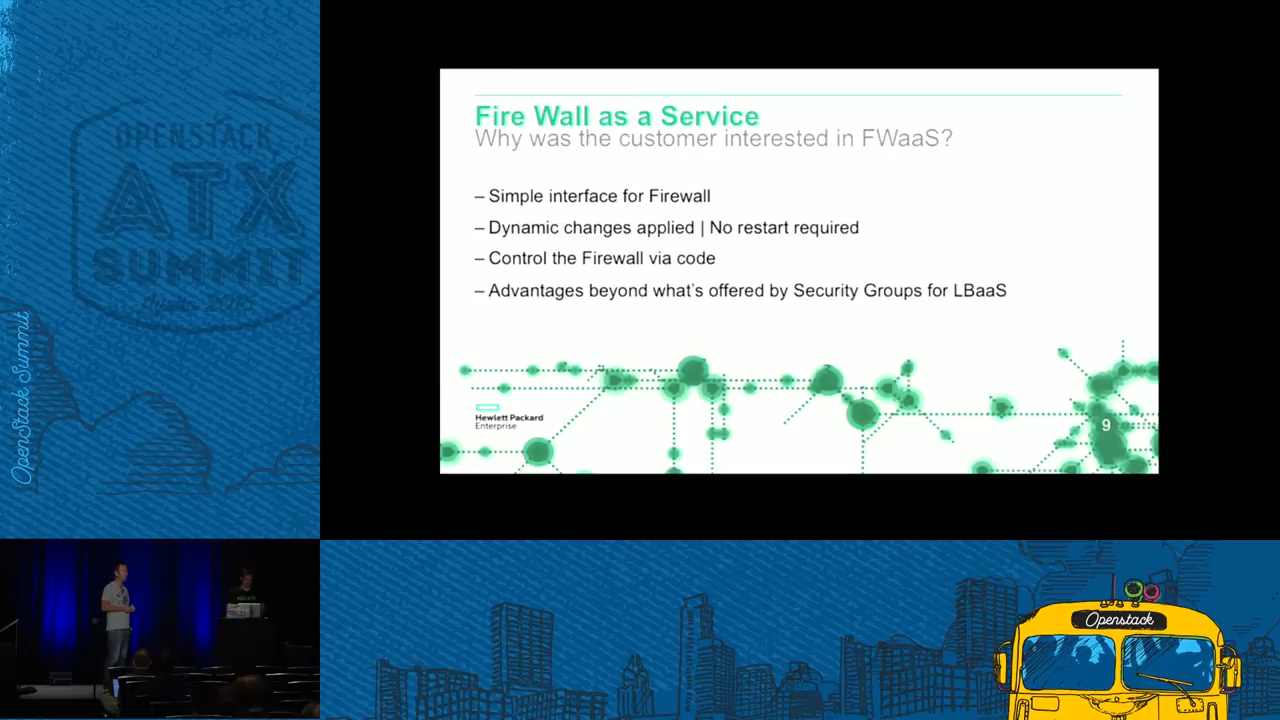 OPENSTACK
ATX
SUMMIT
OpenStack Summit
Fire Wall as a Service
Why was the customer interested in FWaaS?
– Simple interface for Firewall
– Dynamic changes applied | No restart required
– Control the Firewall via code
– Advantages beyond what's offered by Security Groups for LBaaS
Hewlett Packard
Enterprise
9
Openstack